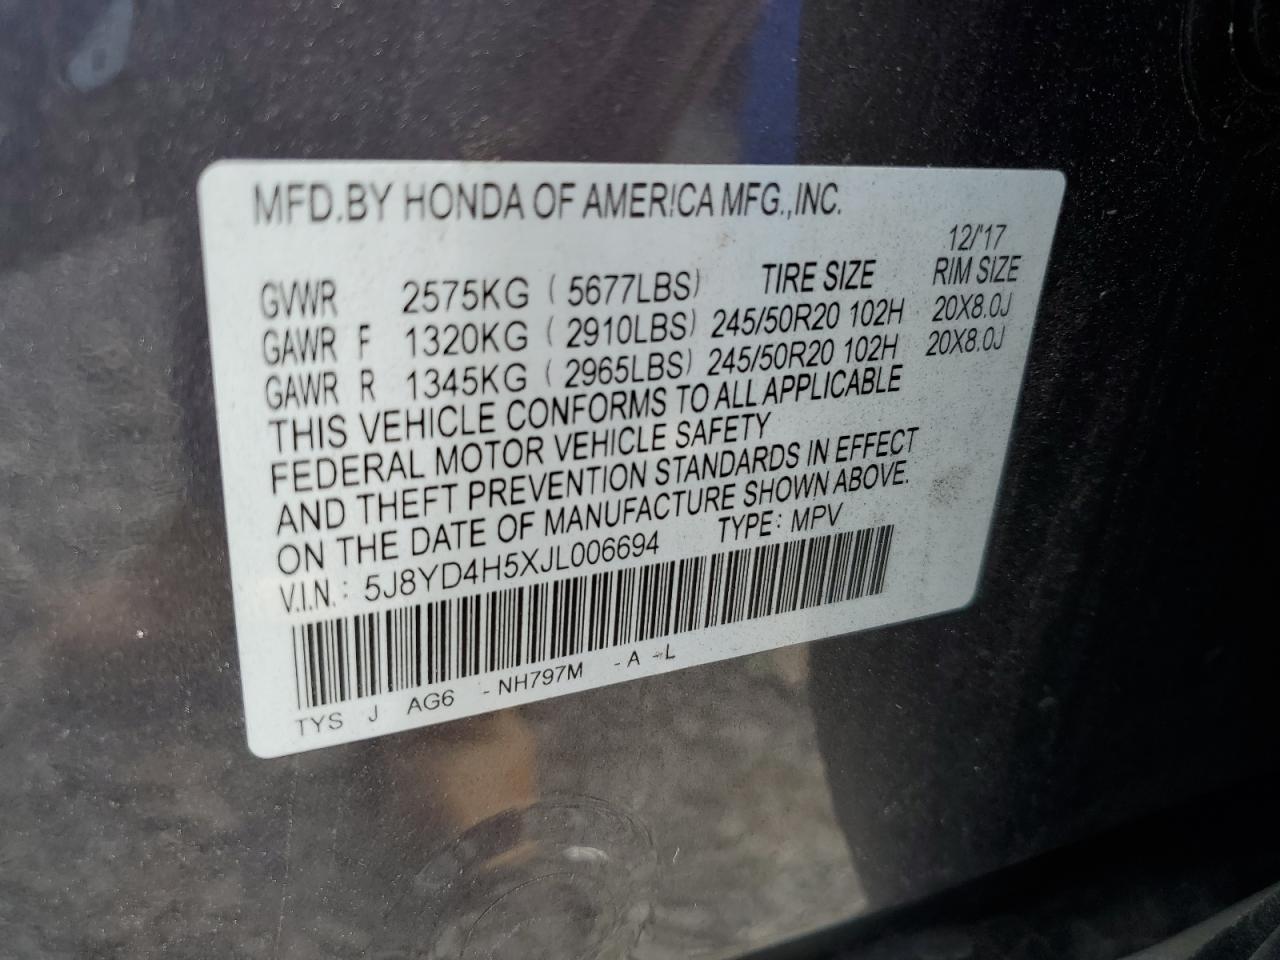 MFD.BY HONDA OF AMERICA MFG.,INC.
12/'17
GVWR 2575KG ( 5677LBS) TIRE SIZE RIM SIZE
GAWR F 1320KG ( 2910LBS) 245/50R20 102H 20X8.0J
GAWR R 1345KG ( 2965LBS) 245/50R20 102H 20X8.0J
THIS VEHICLE CONFORMS TO ALL APPLICABLE
FEDERAL MOTOR VEHICLE SAFETY
AND THEFT PREVENTION STANDARDS IN EFFECT
ON THE DATE OF MANUFACTURE SHOWN ABOVE.
V.I.N.: 5J8YD4H5XJL006694 TYPE: MPV
TYS J AG6 -NH797M -A -L